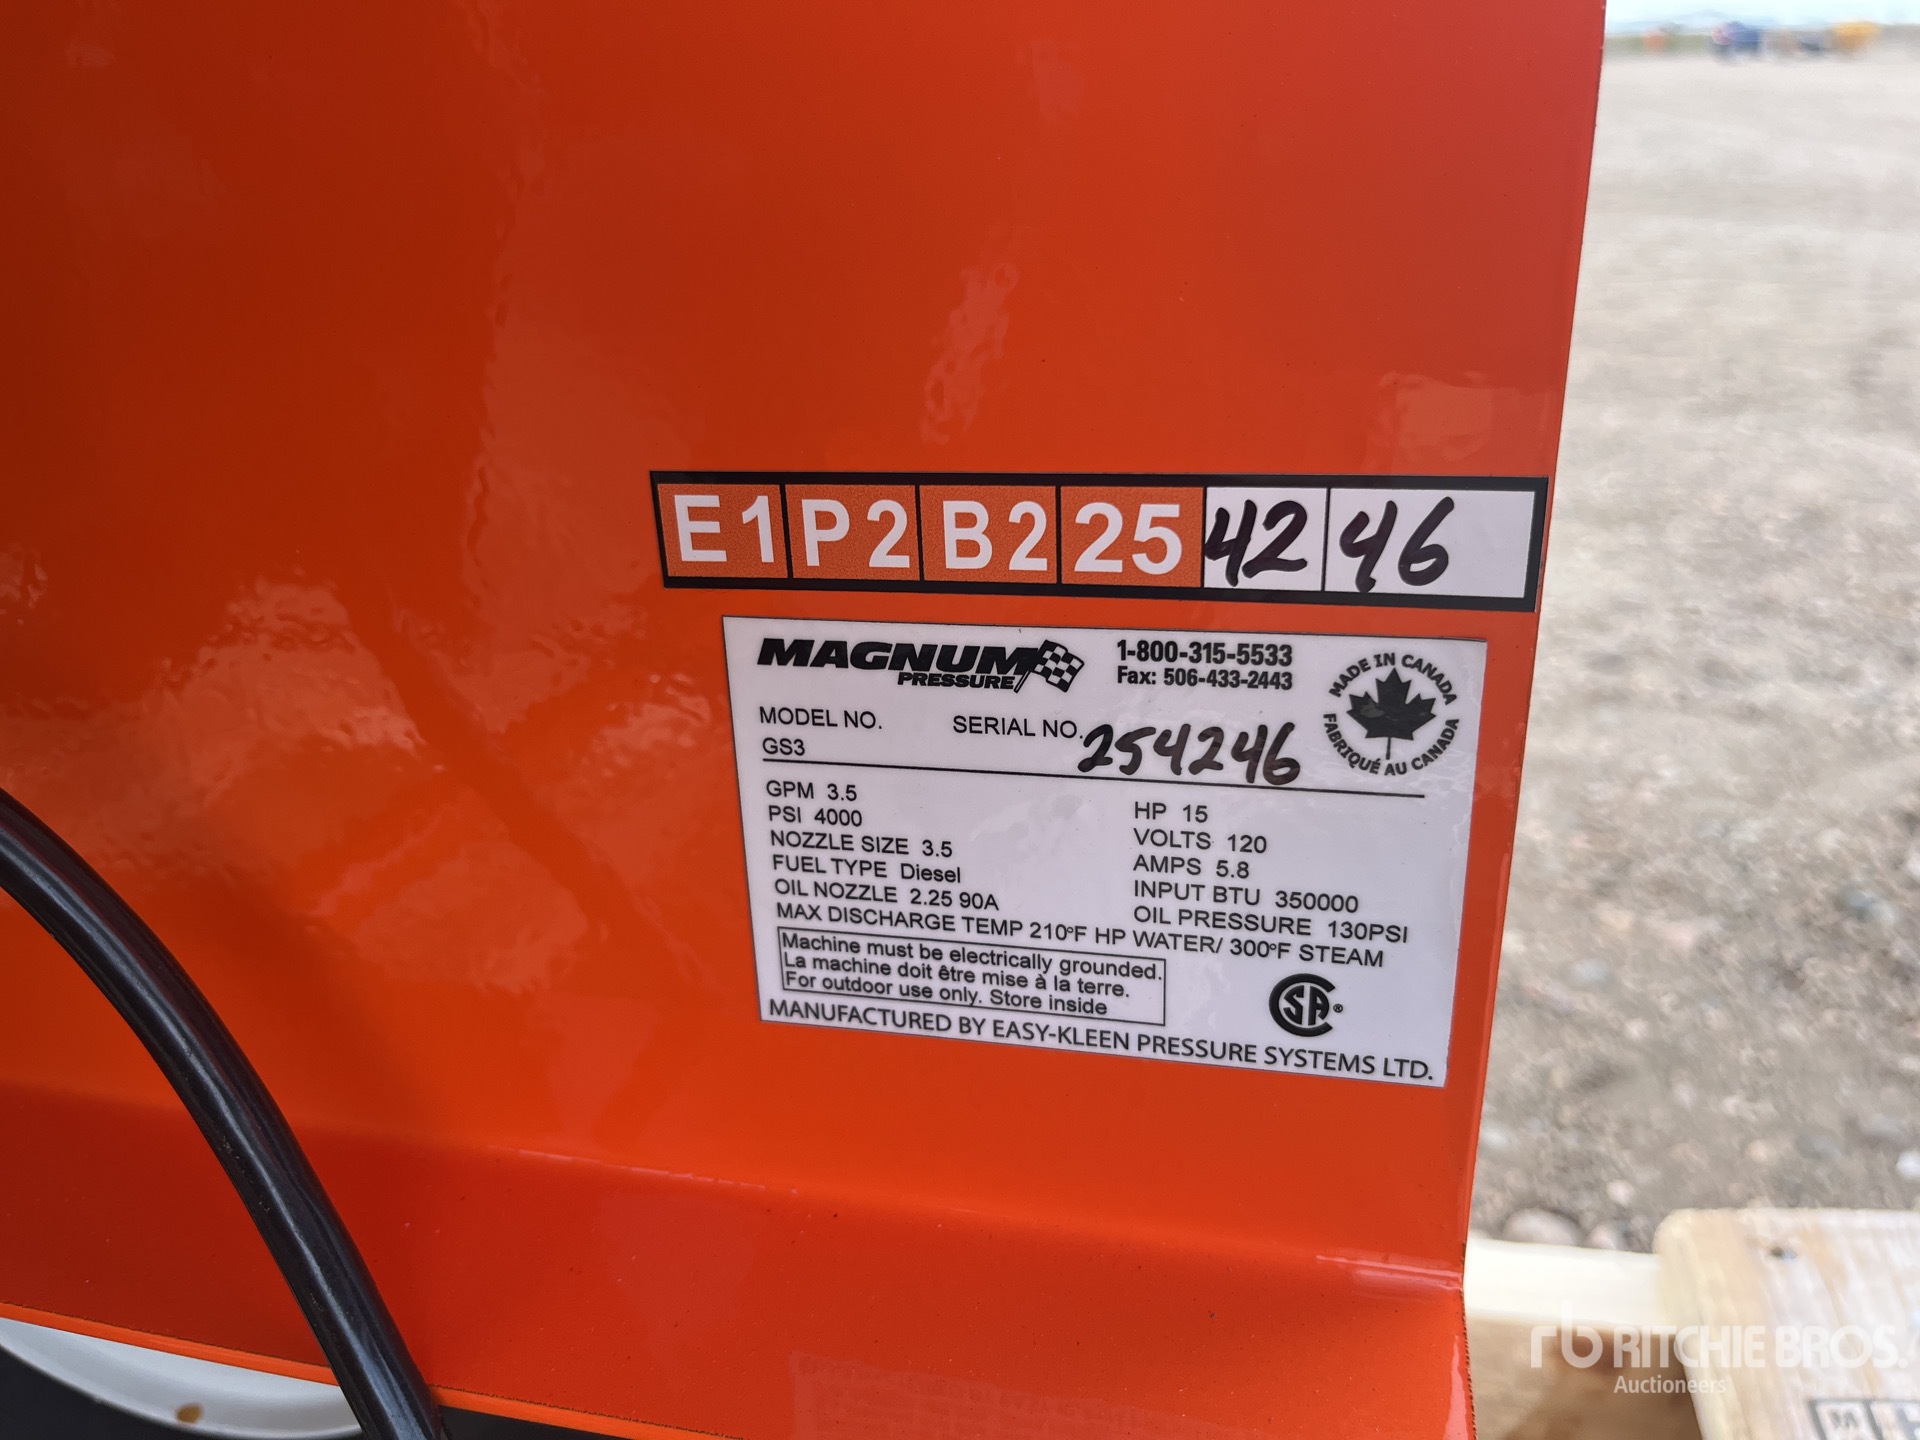 E1 P2 B2 25 42 46
MAGNUM
PRESSURE
1-800-315-5533
Fax: 506-433-2443
MADE IN CANADA
FABRIQUÉ AU CANADA
MODEL NO. SERIAL NO. 254246
GS3
GPM 3.5
PSI 4000
NOZZLE SIZE 3.5
FUEL TYPE Diesel
OIL NOZZLE 2.25 90A
HP 15
VOLTS 120
AMPS 5.8
INPUT BTU 350000
OIL PRESSURE 130PSI
MAX DISCHARGE TEMP 210°F HP WATER/ 300°F STEAM
Machine must be electrically grounded.
La machine doit être mise à la terre.
For outdoor use only. Store inside
CSA®
MANUFACTURED BY EASY-KLEEN PRESSURE SYSTEMS LTD.
rb RITCHIE BROS.
Auctioneers